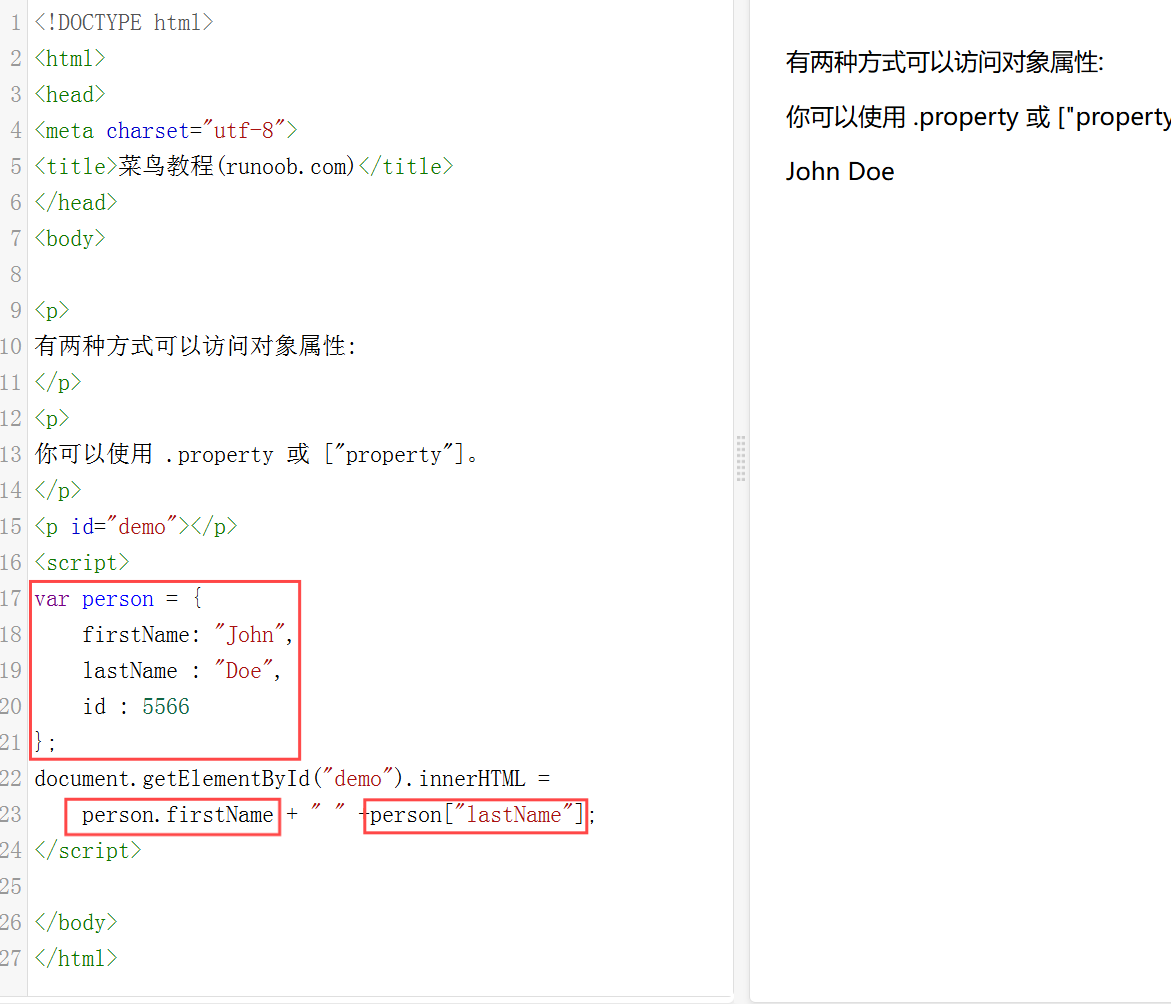 1 <!DOCTYPE html>
2 <html>
3 <head>
4 <meta charset="utf-8">
5 <title>菜鸟教程(runoob.com)</title>
6 </head>
7 <body>
8
9 <p>
10 有两种方式可以访问对象属性:
11 </p>
12 <p>
13 你可以使用 .property 或 ["property"]。
14 </p>
15 <p id="demo"></p>
16 <script>
17 var person = {
18     firstName: "John",
19     lastName : "Doe",
20     id : 5566
21 };
22 document.getElementById("demo").innerHTML =
23     person.firstName + " " +person["lastName"];
24 </script>
25
26 </body>
27 </html>
有两种方式可以访问对象属性:
你可以使用 .property 或 ["property
John Doe